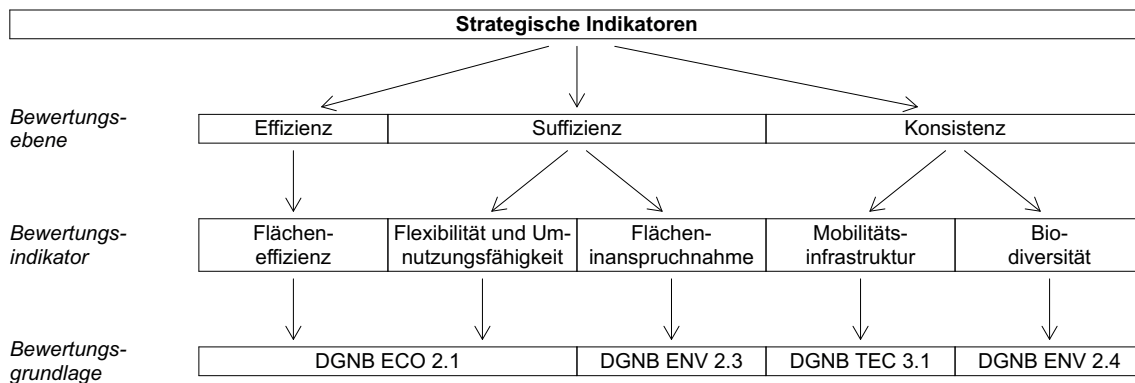 Strategische Indikatoren
Bewertungs-
ebene
Effizienz
Suffizienz
Konsistenz
Bewertungs-
indikator
Flächen-
effizienz
Flexibilität und Um-
nutzungsfähigkeit
Flächen-
inanspruchnahme
Mobilitäts-
infrastruktur
Bio-
diversität
Bewertungs-
grundlage
DGNB ECO 2.1
DGNB ENV 2.3
DGNB TEC 3.1
DGNB ENV 2.4